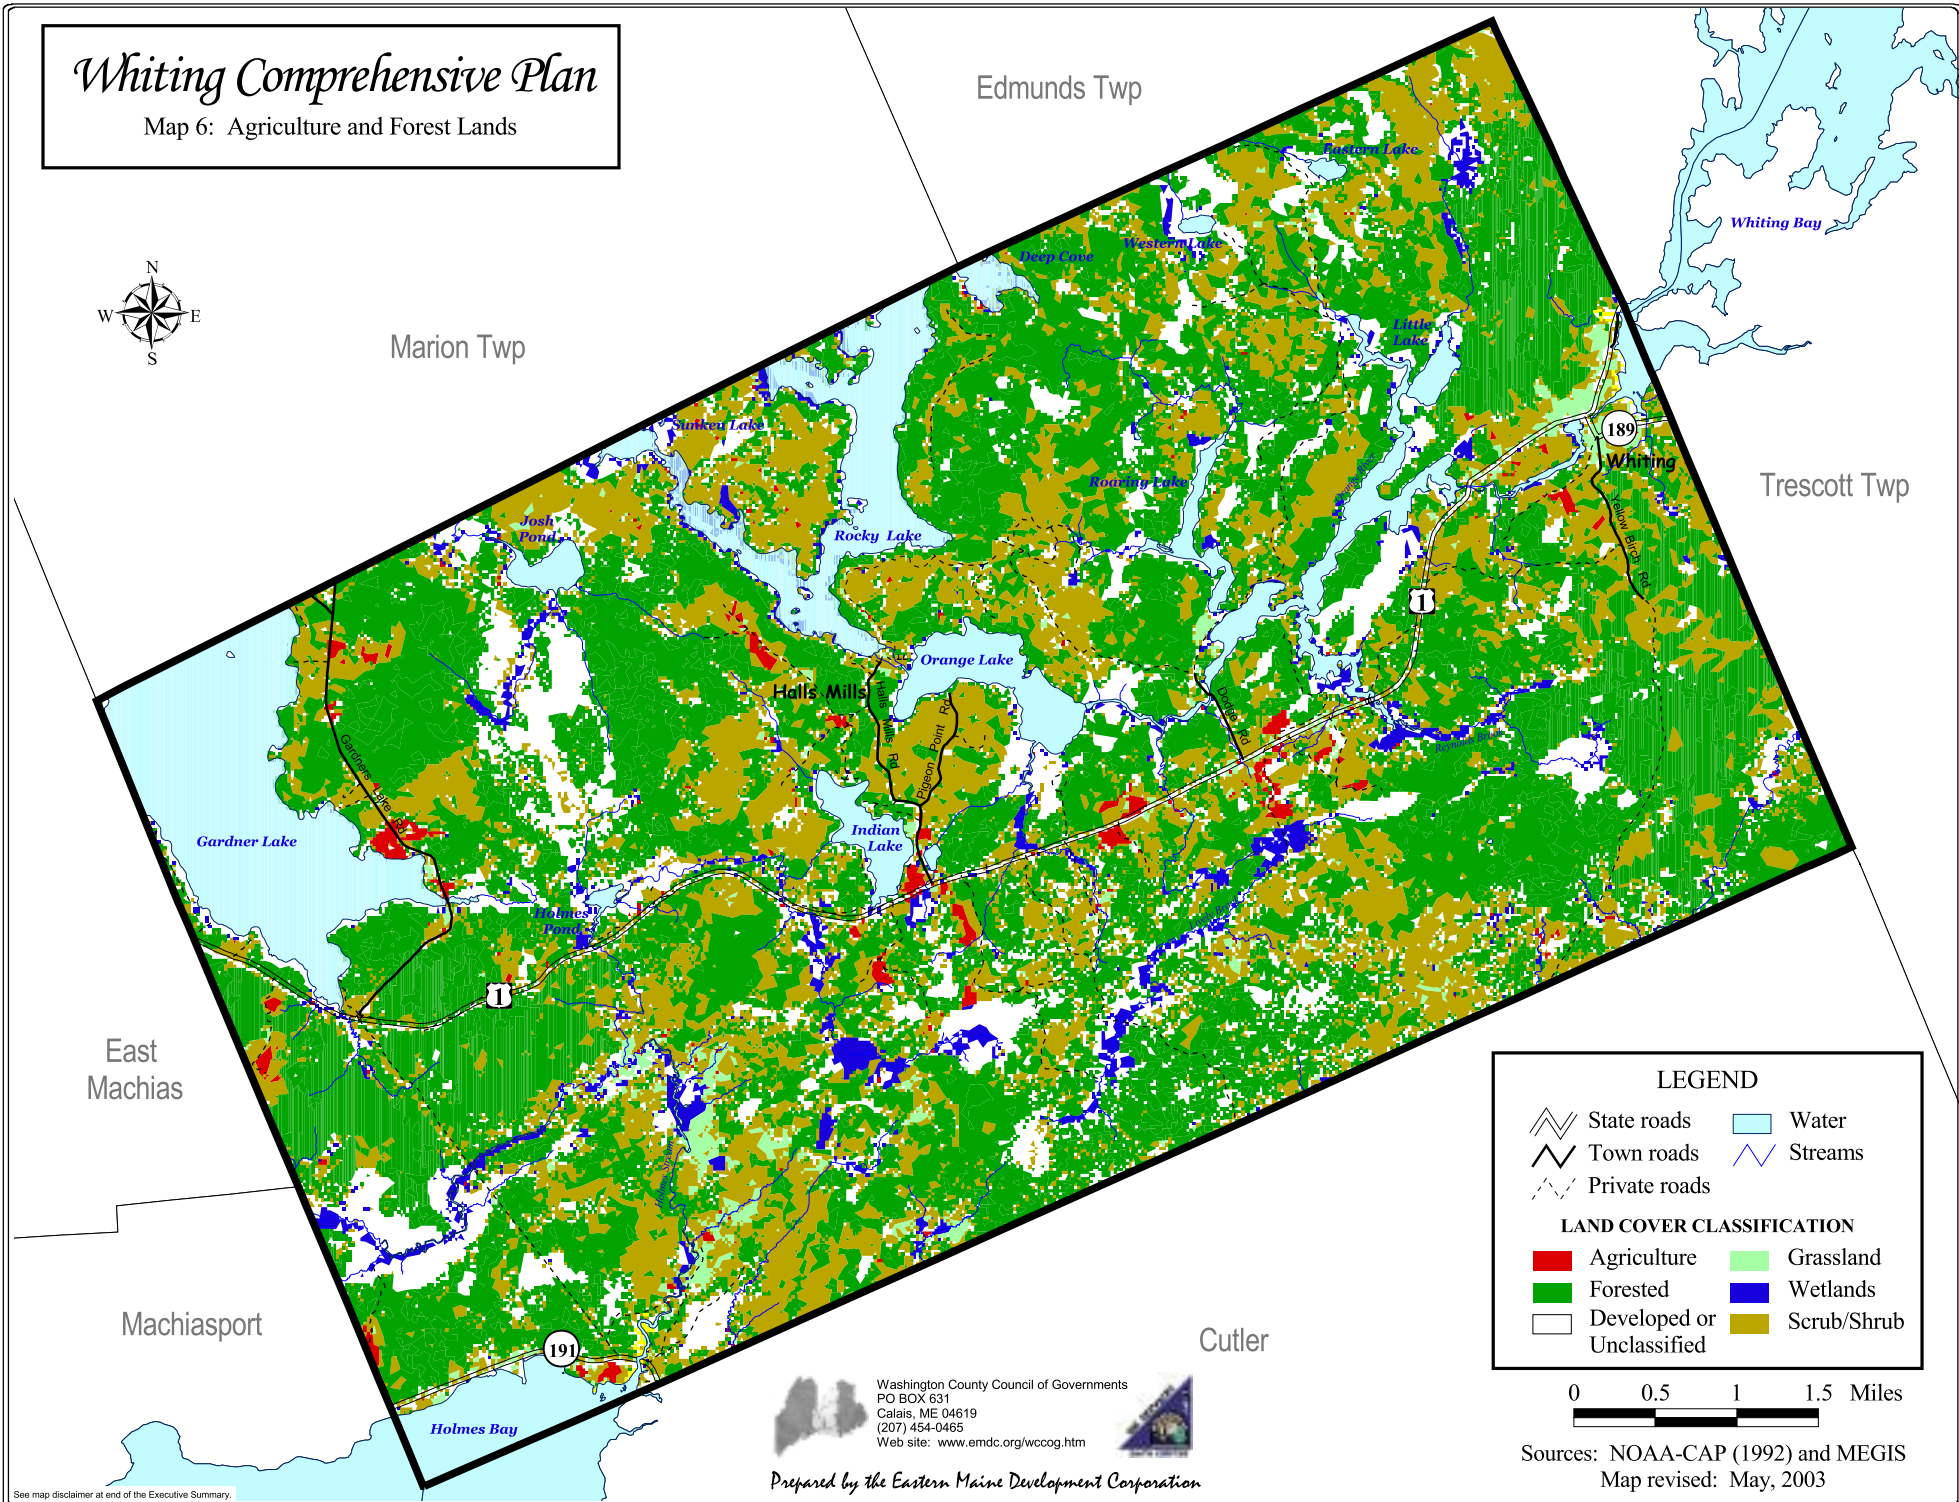 Whiting Comprehensive Plan
Map 6: Agriculture and Forest Lands
Edmunds Twp
Marion Twp
Trescott Twp
East
Machias
Machiasport
Cutler
N
W
E
S
Whiting Bay
Eastern Lake
Western Lake
Deep Cove
Little
Lake
Sunken Lake
Roaring Lake
Rocky Lake
Josh
Pond
Orange Lake
Gardner Lake
Indian
Lake
Holmes
Pond
Holmes Bay
Holmes Stream
Halls Mills
Whiting
189
1
1
191
Gardners Lake Rd
Halls Mills Rd
Pigeon Point Rd
Dodge Rd
Yellow Birch Rd
LEGEND
State roads
Town roads
Private roads
Water
Streams
LAND COVER CLASSIFICATION
Agriculture
Forested
Developed or
Unclassified
Grassland
Wetlands
Scrub/Shrub
0 0.5 1 1.5 Miles
Sources: NOAA-CAP (1992) and MEGIS
Map revised: May, 2003
Washington County Council of Governments
PO BOX 631
Calais, ME 04619
(207) 454-0465
Web site: www.emdc.org/wccog.htm
Prepared by the Eastern Maine Development Corporation
See map disclaimer at end of the Executive Summary.